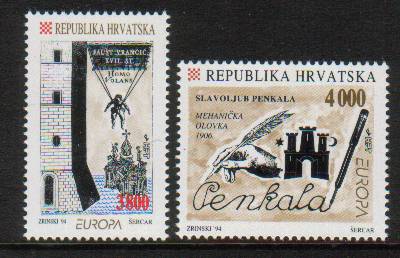 REPUBLIKA HRVATSKA
FAUST VRANČIĆ
XVII. ST.
HOMO
VOLANS
3800
ZRINSKI '94
EUROPA
ŠERCAR
REPUBLIKA HRVATSKA
SLAVOLJUB PENKALA
4000
MEHANIČKA
OLOVKA
1906.
Penkala
EUROPA
ZRINSKI '94
ŠERCAR